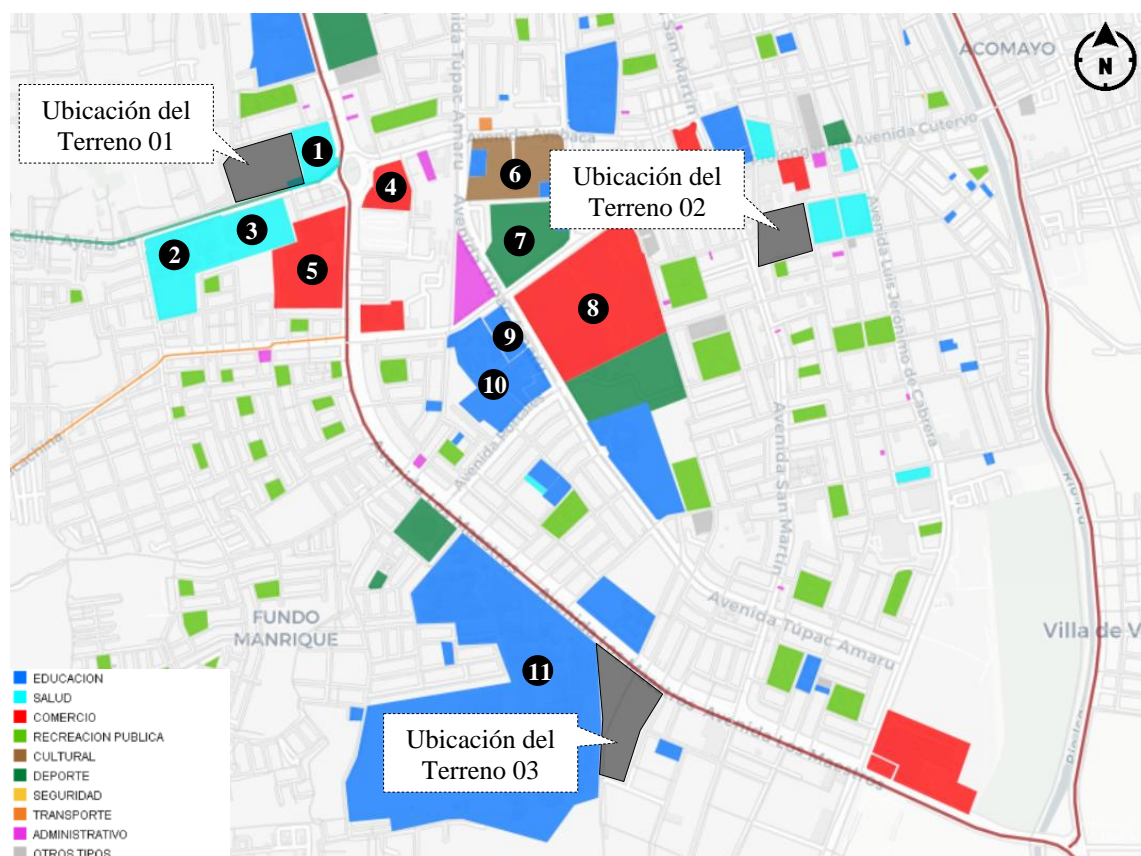 Avenida Túpac Amaru
San Martín
ACOMAYO
N
Ubicación del
Terreno 01
Avenida Ayabaca
Avenida Cutervo
1
4
6
Ubicación del
Terreno 02
Calle Ayabaca
2
3
5
7
8
9
10
Avenida Luis Jerónimo de Cabrera
Avenida San Martín
Avenida Los Maestros
FUNDO
MANRIQUE
Avenida Túpac Amaru
Villa de V
11
Avenida Los Maestros
Ubicación del
Terreno 03
EDUCACION
SALUD
COMERCIO
RECREACION PUBLICA
CULTURAL
DEPORTE
SEGURIDAD
TRANSPORTE
ADMINISTRATIVO
OTROS TIPOS